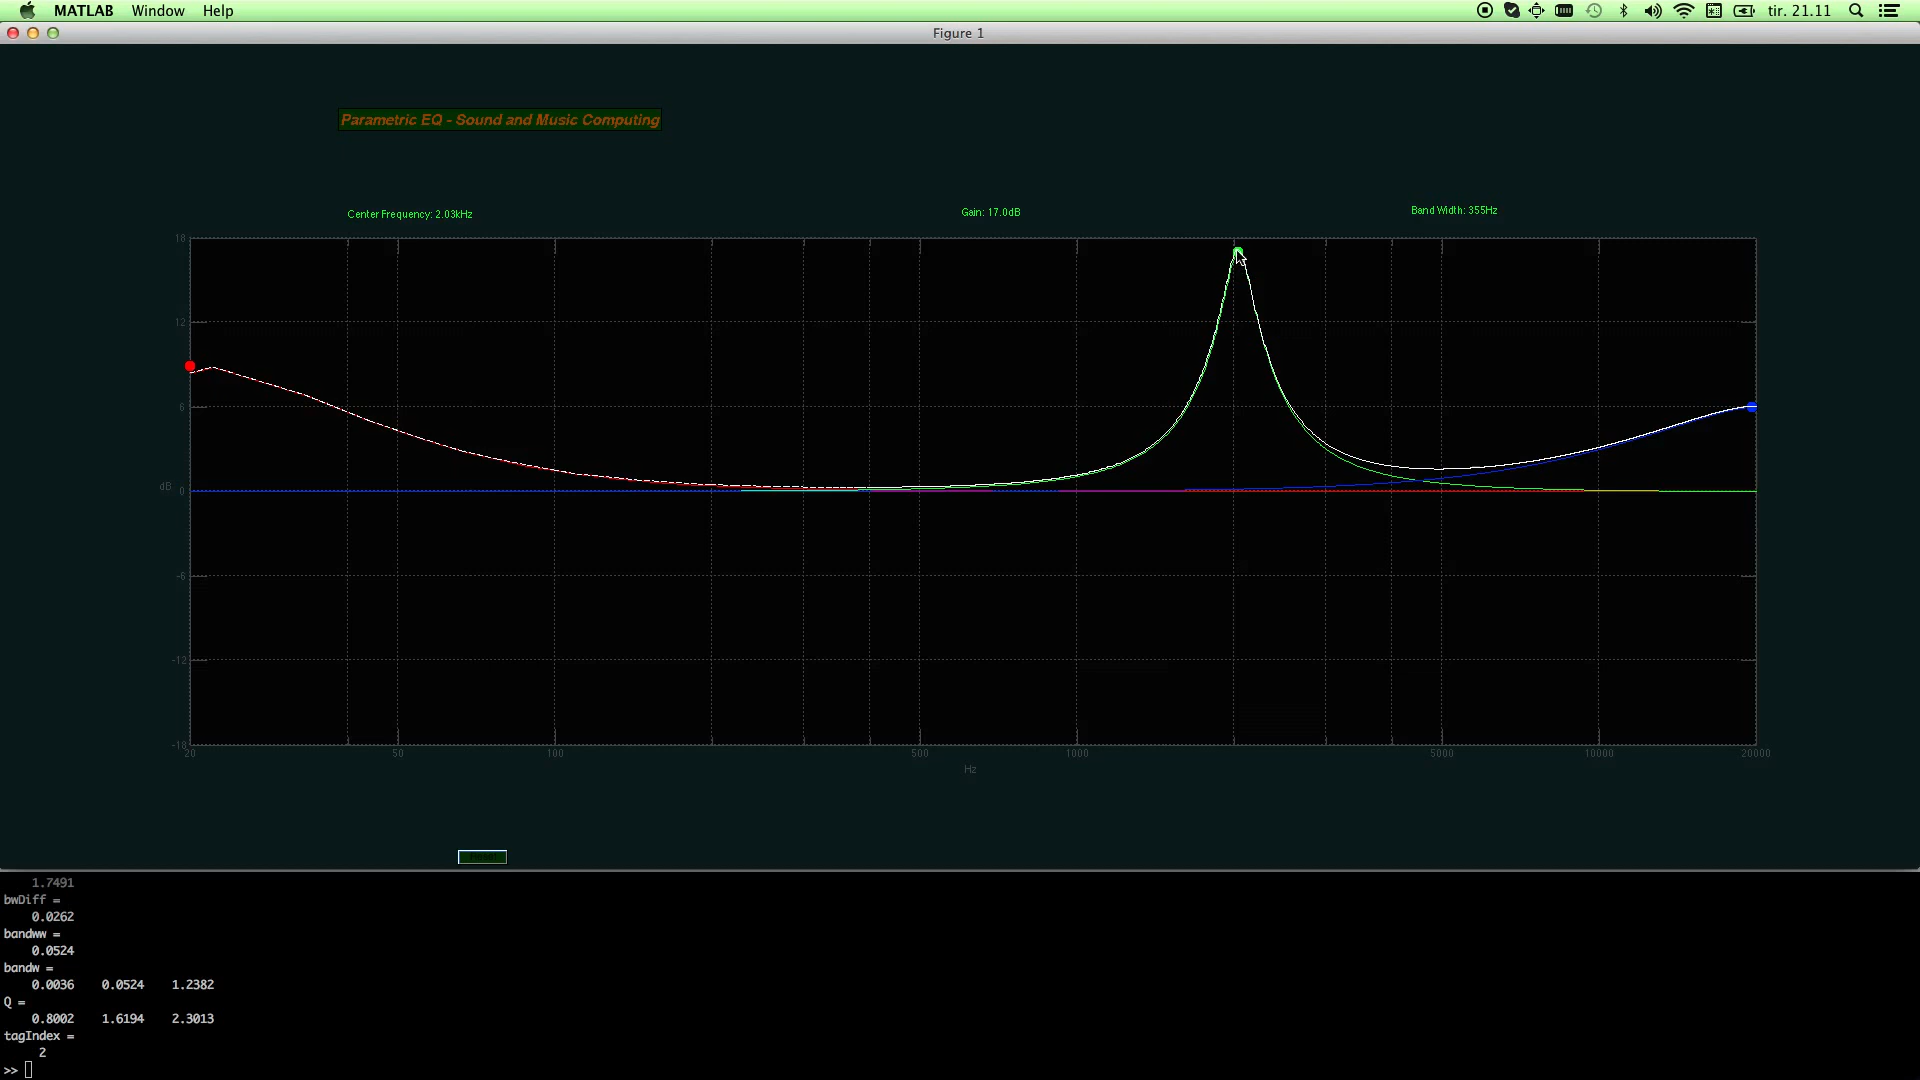 MATLAB Window Help tir. 21.11
Figure 1
Parametric EQ - Sound and Music Computing
Center Frequency: 2.03kHz Gain: 17.0dB Band Width: 355Hz
18
12
6
dB 0
-6
-12
-18
20 50 100 500 1000 5000 10000 20000
Hz
1.7491
bwDiff =
0.0262
bandww =
0.0524
bandw =
0.0036 0.0524 1.2382
Q =
0.8002 1.6194 2.3013
tagIndex =
2
>>